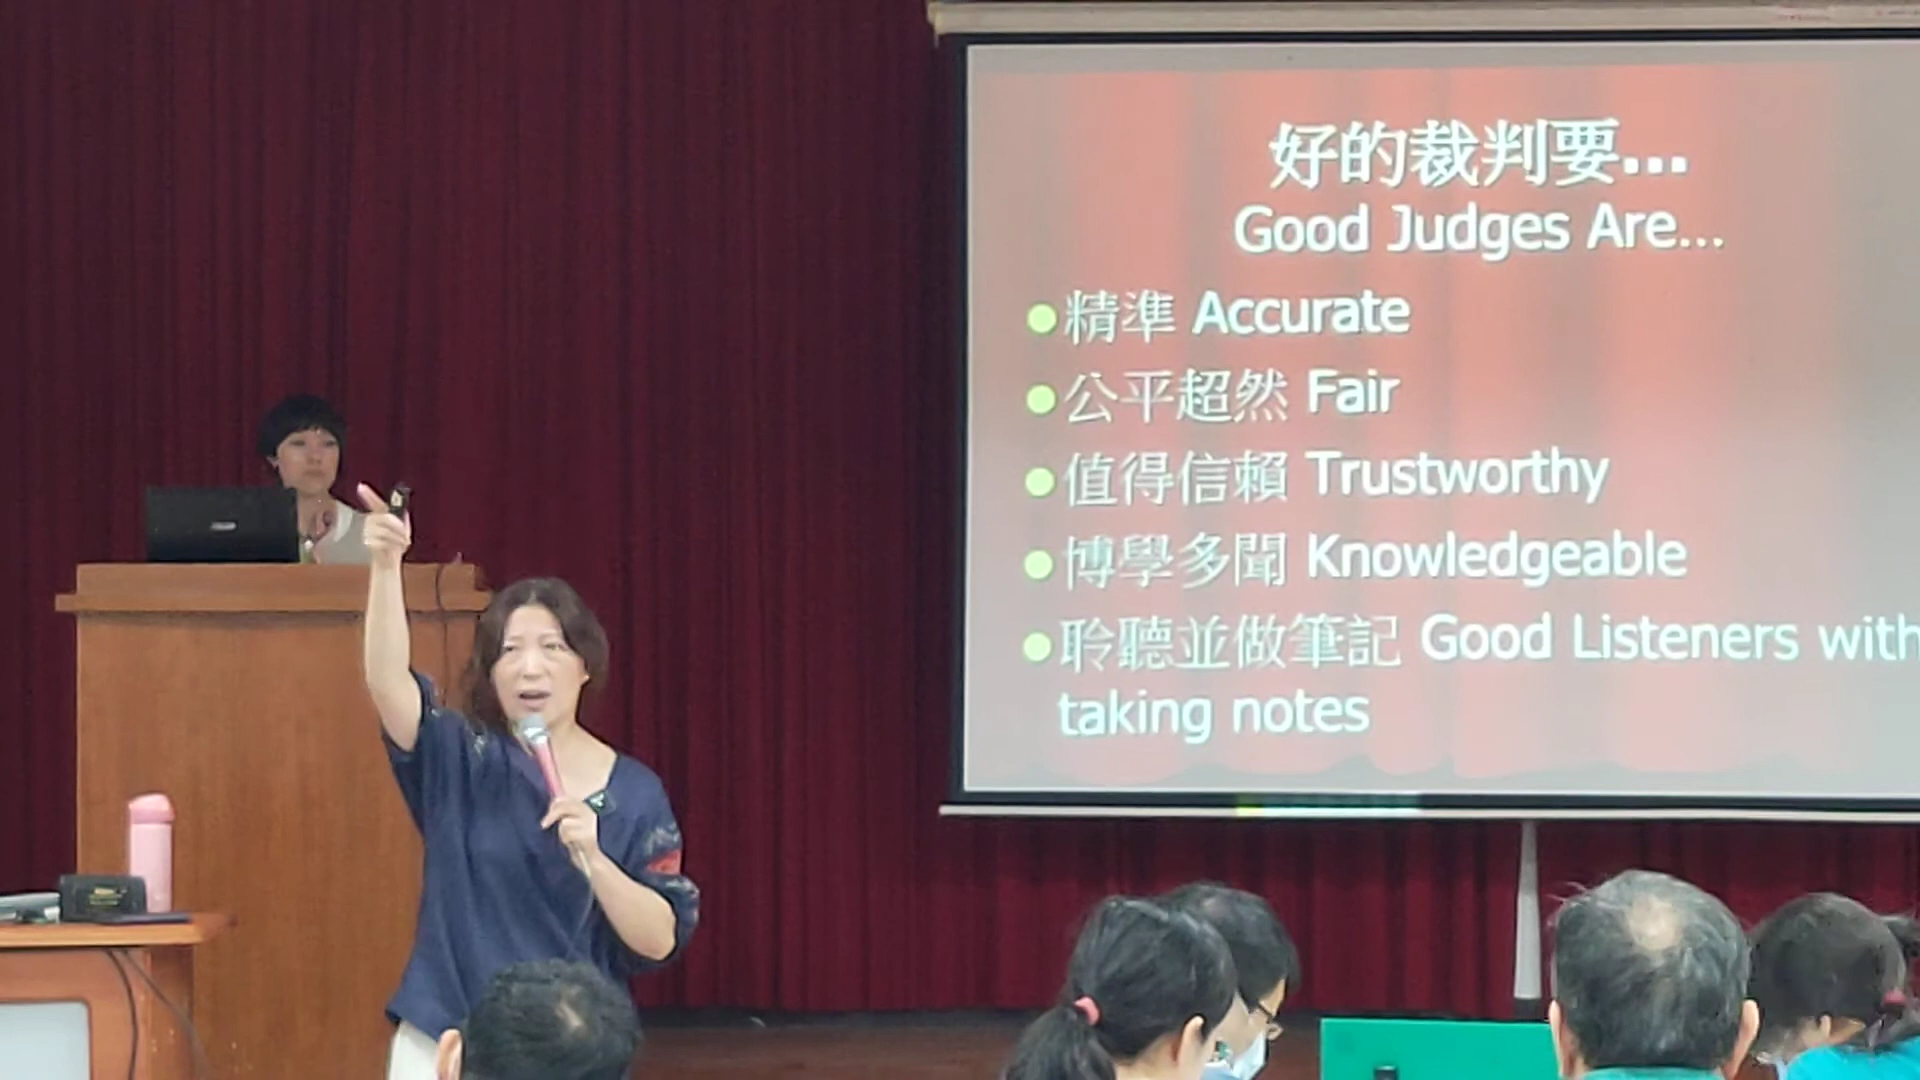 好的裁判要...
Good Judges Are...
精準 Accurate
公平超然 Fair
值得信賴 Trustworthy
博學多聞 Knowledgeable
聆聽並做筆記 Good Listeners with
taking notes